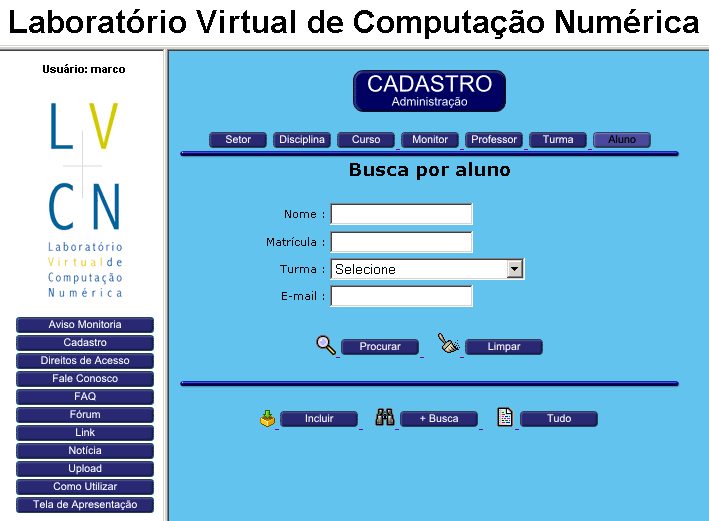 Laboratório Virtual de Computação Numérica
Usuário: marco
L V
C N
Laboratório
Virtual de
Computação
Numérica
Aviso Monitoria
Cadastro
Direitos de Acesso
Fale Conosco
FAQ
Fórum
Link
Notícia
Upload
Como Utilizar
Tela de Apresentação
CADASTRO
Administração
Setor Disciplina Curso Monitor Professor Turma Aluno
Busca por aluno
Nome :
Matrícula :
Turma : Selecione
E-mail :
Procurar Limpar
Incluir + Busca Tudo